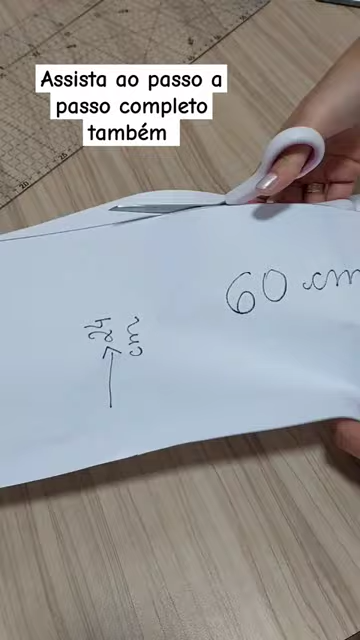 Assista ao passo a
passo completo
também
60 cm
24
cm